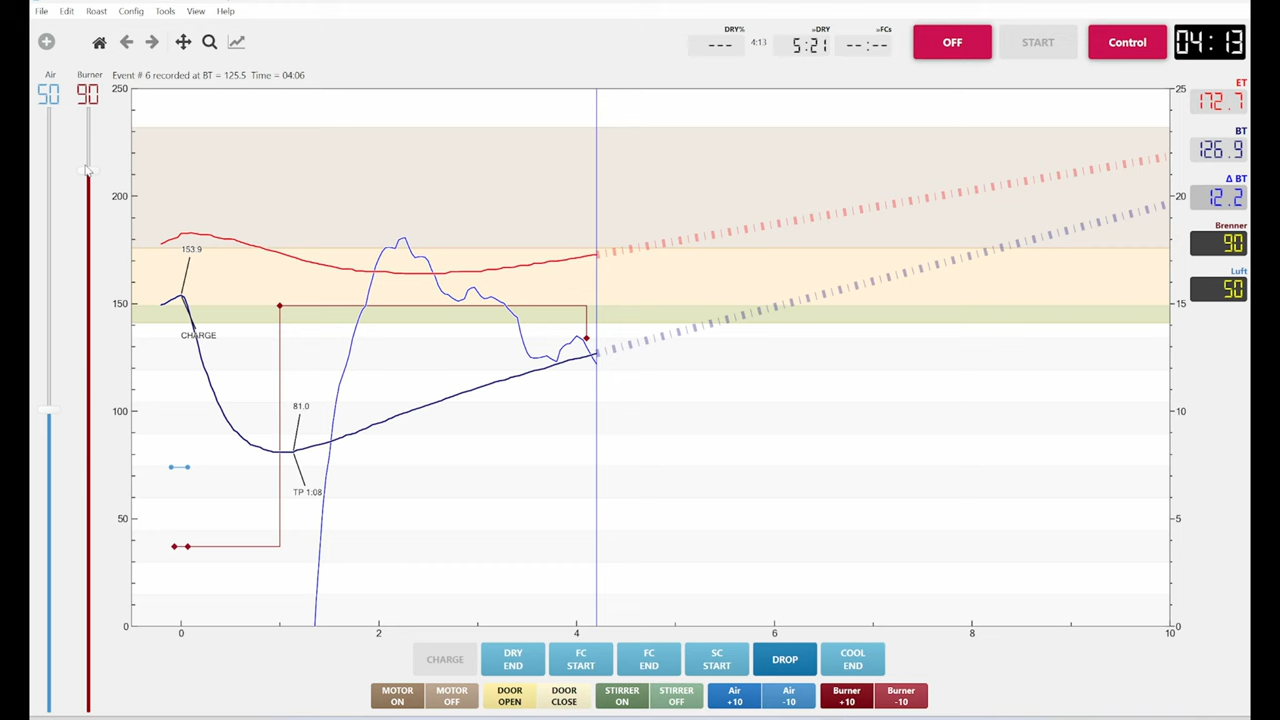 File Edit Roast Config Tools View Help
DRY% »DRY »FCs
--- 4:13 5:21 --:--
OFF START Control 04:13
Air Burner Event # 6 recorded at BT = 125.5 Time = 04:06
50 90
ET
172.7
BT
126.9
Δ BT
12.2
Brenner
90
Luft
50
250
200
150
100
50
0
25
20
15
10
5
0
153.9
CHARGE
81.0
TP 1:08
0 2 4 6 8 10
CHARGE DRY END FC START FC END SC START DROP COOL END
MOTOR ON MOTOR OFF DOOR OPEN DOOR CLOSE STIRRER ON STIRRER OFF Air +10 Air -10 Burner +10 Burner -10